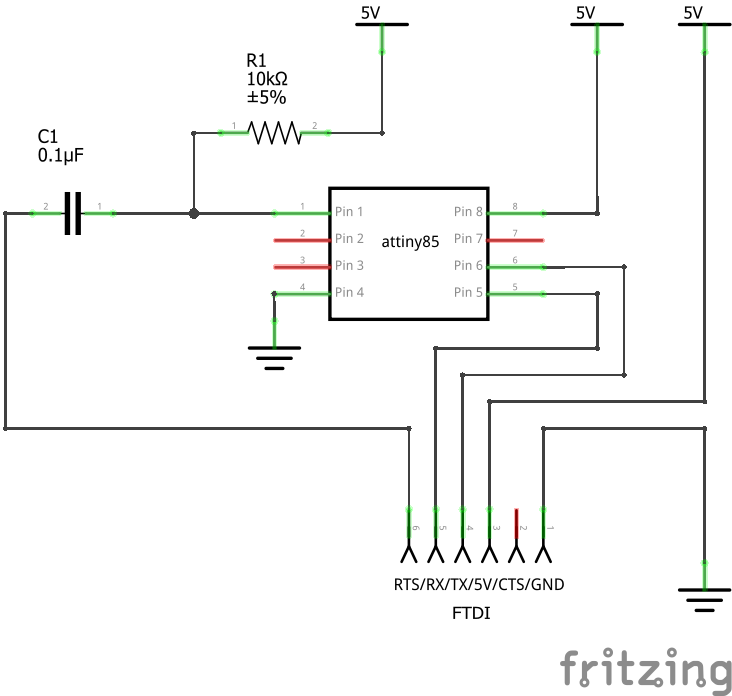 5V
5V
5V
R1
10kΩ
±5%
1
2
C1
0.1µF
2
1
1
Pin 1
Pin 8
8
2
Pin 2
attiny85
Pin 7
7
3
Pin 3
Pin 6
6
4
Pin 4
Pin 5
5
6
5
4
3
2
1
RTS/RX/TX/5V/CTS/GND
FTDI
fritzing